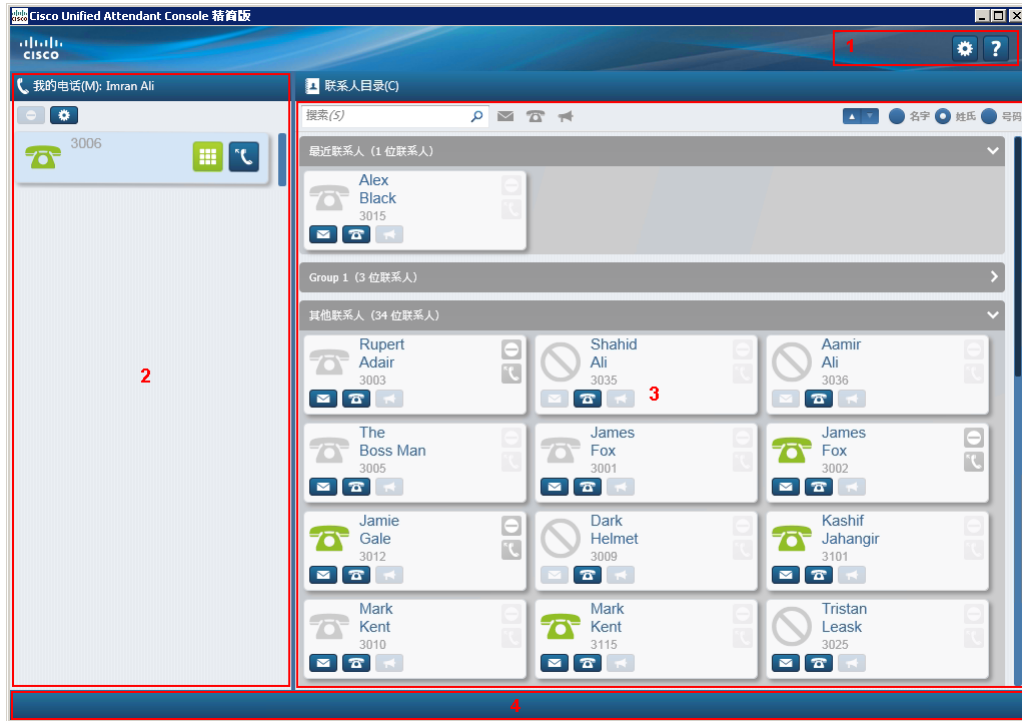 Cisco Unified Attendant Console 精简版
CISCO
1
?
我的电话(M): Imran Ali
联系人目录(C)
搜索(S)
名字
姓氏
号码
3006
最近联系人（1 位联系人）
Alex
Black
3015
Group 1（3 位联系人）
其他联系人（34 位联系人）
Rupert
Adair
3003
Shahid
Ali
3035
Aamir
Ali
3036
2
3
The
Boss Man
3005
James
Fox
3001
James
Fox
3002
Jamie
Gale
3012
Dark
Helmet
3009
Kashif
Jahangir
3101
Mark
Kent
3010
Mark
Kent
3115
Tristan
Leask
3025
4